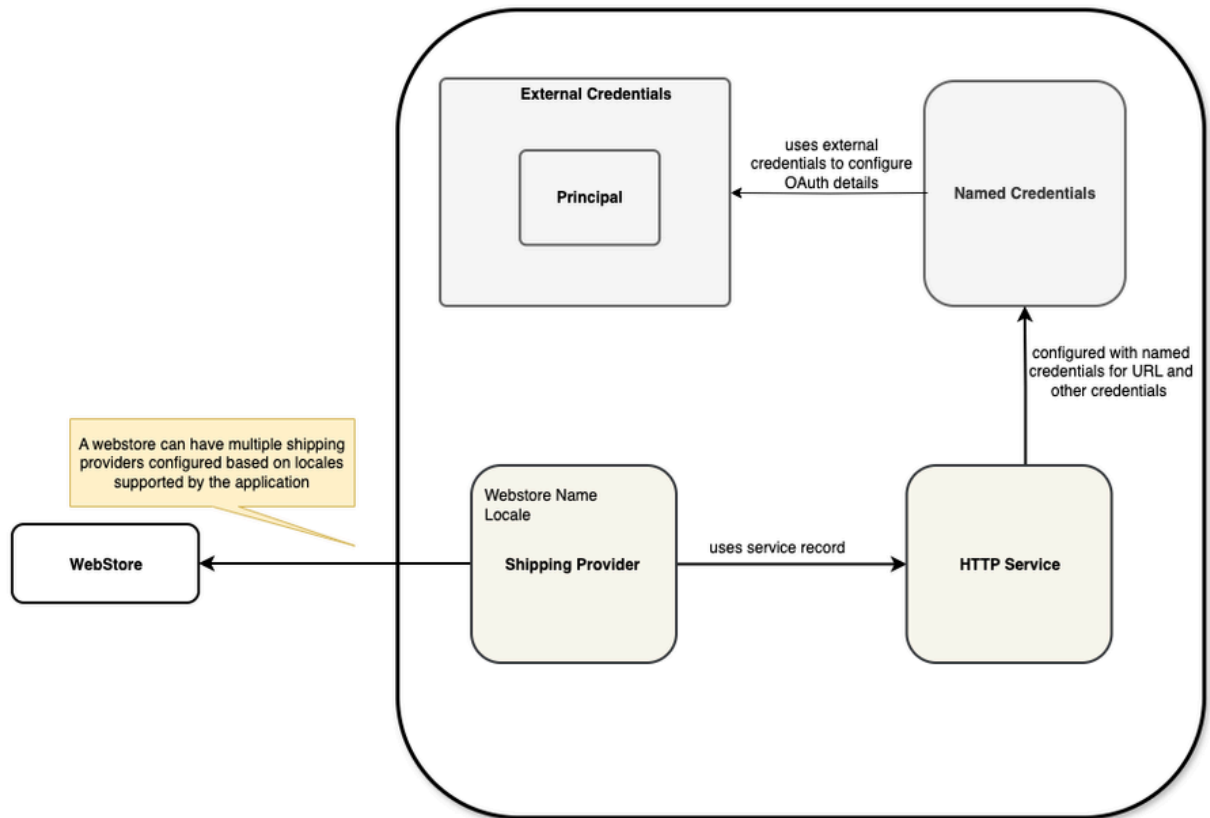 External Credentials
Principal
uses external
credentials to configure
OAuth details
Named Credentials
configured with named
credentials for URL and
other credentials
A webstore can have multiple shipping
providers configured based on locales
supported by the application
WebStore
Webstore Name
Locale
Shipping Provider
uses service record
HTTP Service